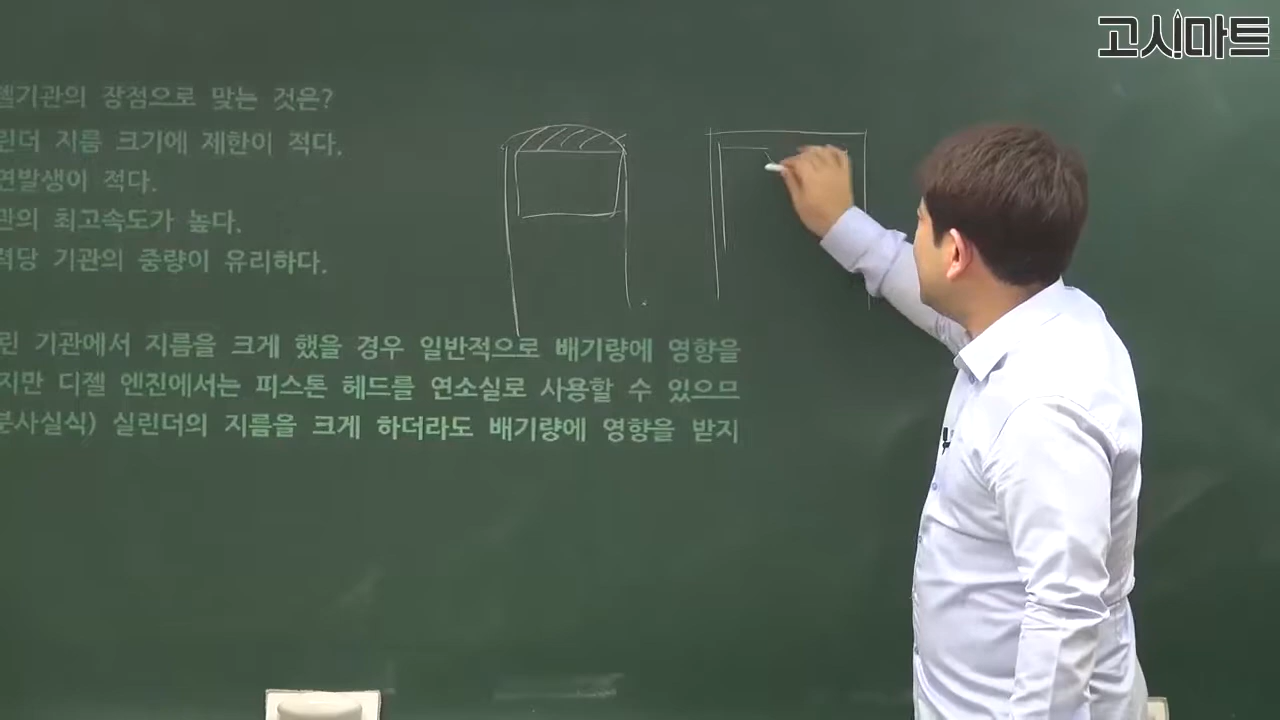 고시마트
젤기관의 장점으로 맞는 것은?
린더 지름 크기에 제한이 적다.
연발생이 적다.
관의 최고속도가 높다.
력당 기관의 중량이 유리하다.
린 기관에서 지름을 크게 했을 경우 일반적으로 배기량에 영향을
지만 디젤 엔진에서는 피스톤 헤드를 연소실로 사용할 수 있으므
분사실식) 실린더의 지름을 크게 하더라도 배기량에 영향을 받지